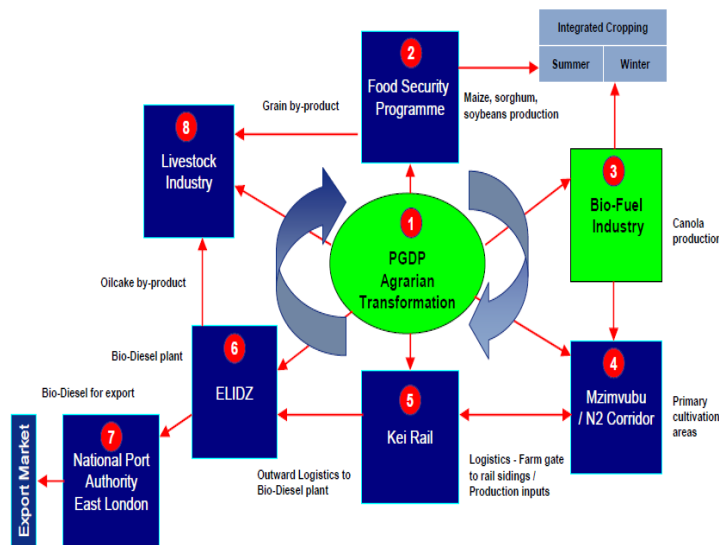 Integrated Cropping
Summer
Winter
2
Food Security
Programme
Maize, sorghum,
soybeans production
Grain by-product
8
Livestock
Industry
3
Bio-Fuel
Industry
Canola
production
1
PGDP
Agrarian
Transformation
Oilcake by-product
Bio-Diesel plant
6
ELIDZ
5
Kei Rail
4
Mzimvubu
/ N2 Corridor
Primary
cultivation
areas
Bio-Diesel for export
7
National Port
Authority
East London
Export Market
Outward Logistics to
Bio-Diesel plant
Logistics - Farm gate
to rail sidings /
Production inputs